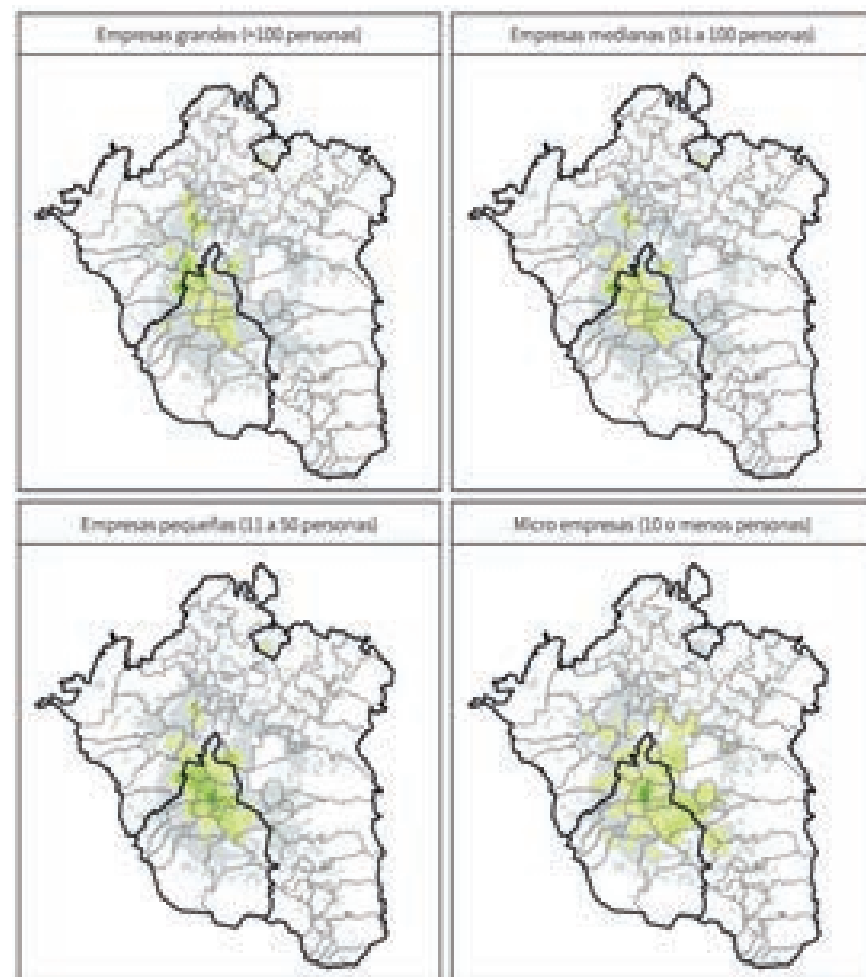 Empresas grandes (>100 personas)
Empresas medianas (51 a 100 personas)
Empresas pequeñas (11 a 50 personas)
Micro empresas (10 o menos personas)